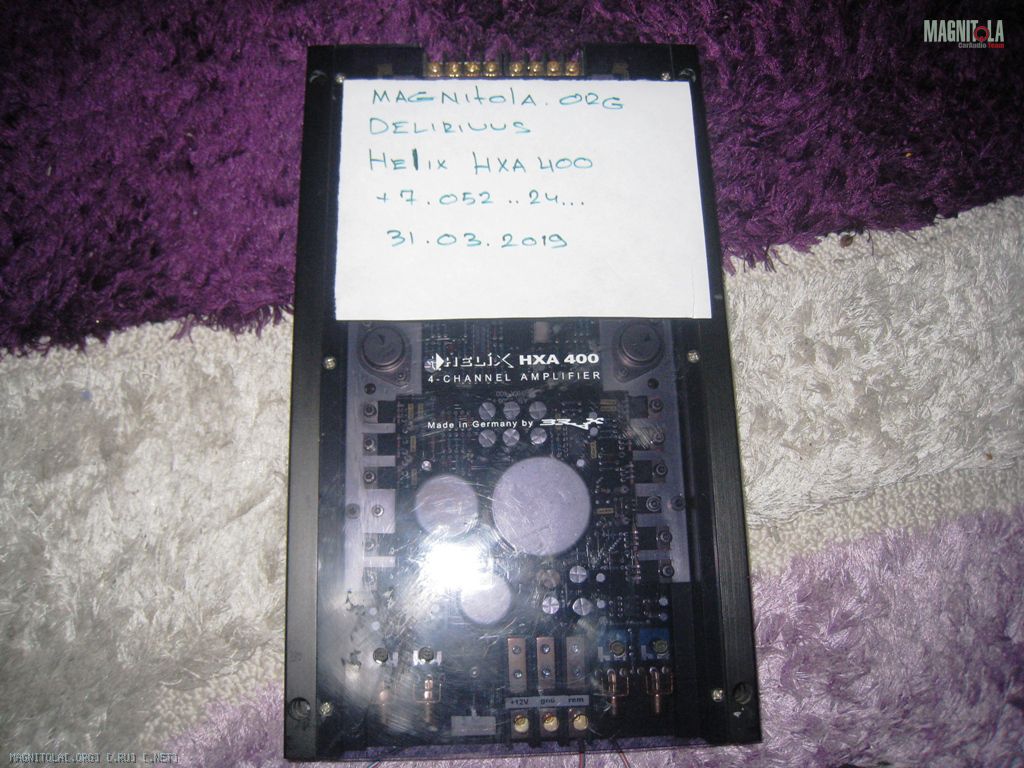 MAGNITOLA
CarAudio Team
MAGNITOLA.ORG
DELIRIUUS
HELIX HXA 400
+7.052..24...
31.03.2019
HELIX HXA 400
4-CHANNEL AMPLIFIER
Made in Germany by BRAX
+12V gnd rem
MAGNITOLA[.ORG] [.RU] [.NET]